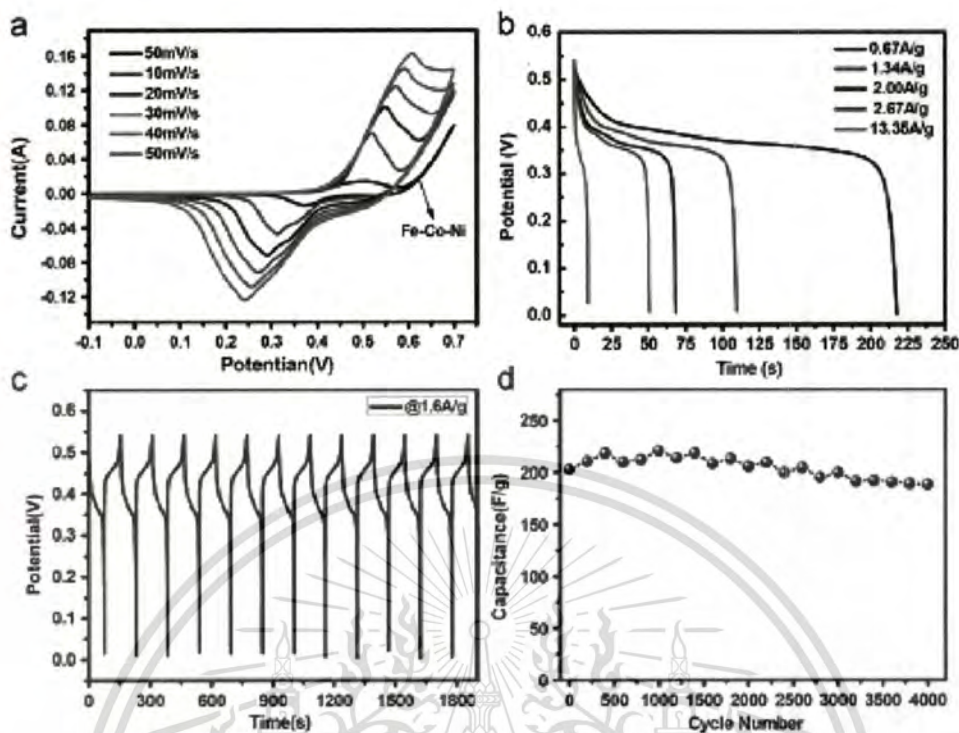 a
0.16
0.12
0.08
0.04
0.00
-0.04
-0.08
-0.12
Current(A)
50mV/s
10mV/s
20mV/s
30mV/s
40mV/s
50mV/s
Fe-Co-Ni
-0.1 0.0 0.1 0.2 0.3 0.4 0.5 0.6 0.7
Potentian(V)
b
0.6
0.5
0.4
0.3
0.2
0.1
0.0
Potential (V)
0.67A/g
1.34A/g
2.00A/g
2.67A/g
13.35A/g
0 25 50 75 100 125 150 175 200 225 250
Time (s)
c
0.6
0.5
0.4
0.3
0.2
0.1
0.0
Potential(V)
@1.6A/g
0 300 600 900 1200 1500 1800
Time(s)
d
250
200
150
100
50
0
Capacitance(F/g)
0 500 1000 1500 2000 2500 3000 3500 4000
Cycle Number